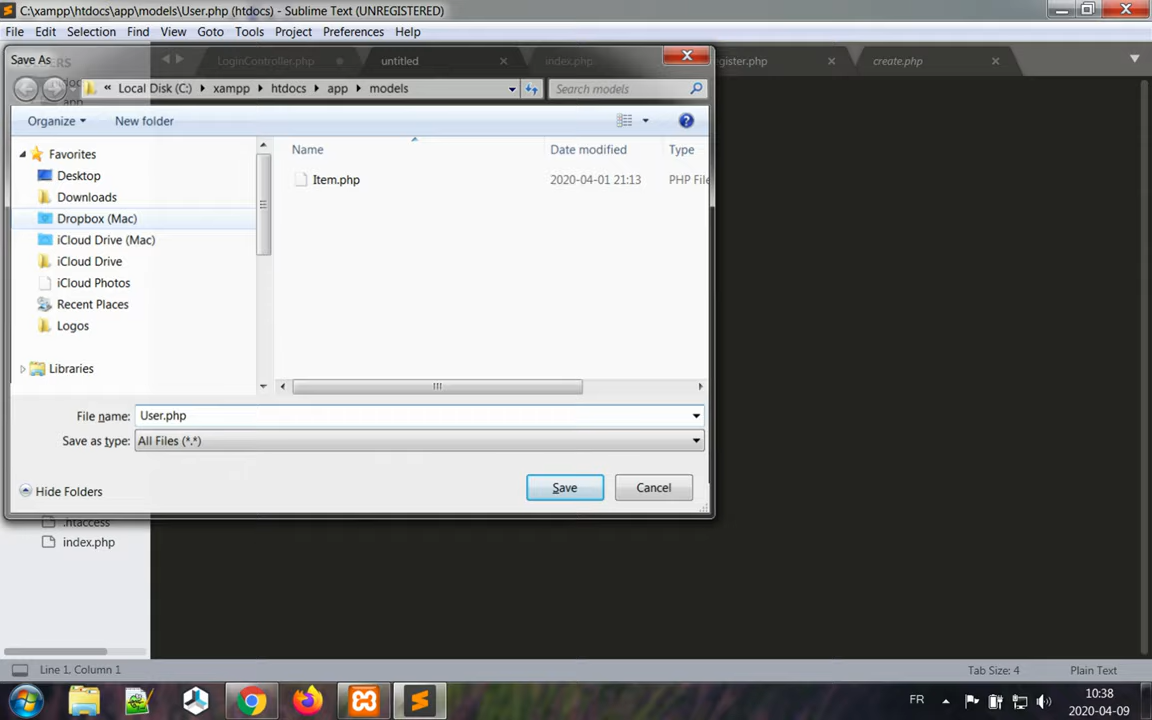 C:\xampp\htdocs\app\models\User.php (htdocs) - Sublime Text (UNREGISTERED)
File Edit Selection Find View Goto Tools Project Preferences Help
Save As
LoginController.php untitled index.php register.php create.php
« Local Disk (C:) xampp htdocs app models Search models
Organize New folder
Name Date modified Type
Favorites
Desktop
Item.php 2020-04-01 21:13 PHP File
Downloads
Dropbox (Mac)
iCloud Drive (Mac)
iCloud Drive
iCloud Photos
Recent Places
Logos
Libraries
File name: User.php
Save as type: All Files (*.*)
Hide Folders Save Cancel
.htaccess
index.php
Line 1, Column 1 Tab Size: 4 Plain Text
FR 10:38
2020-04-09